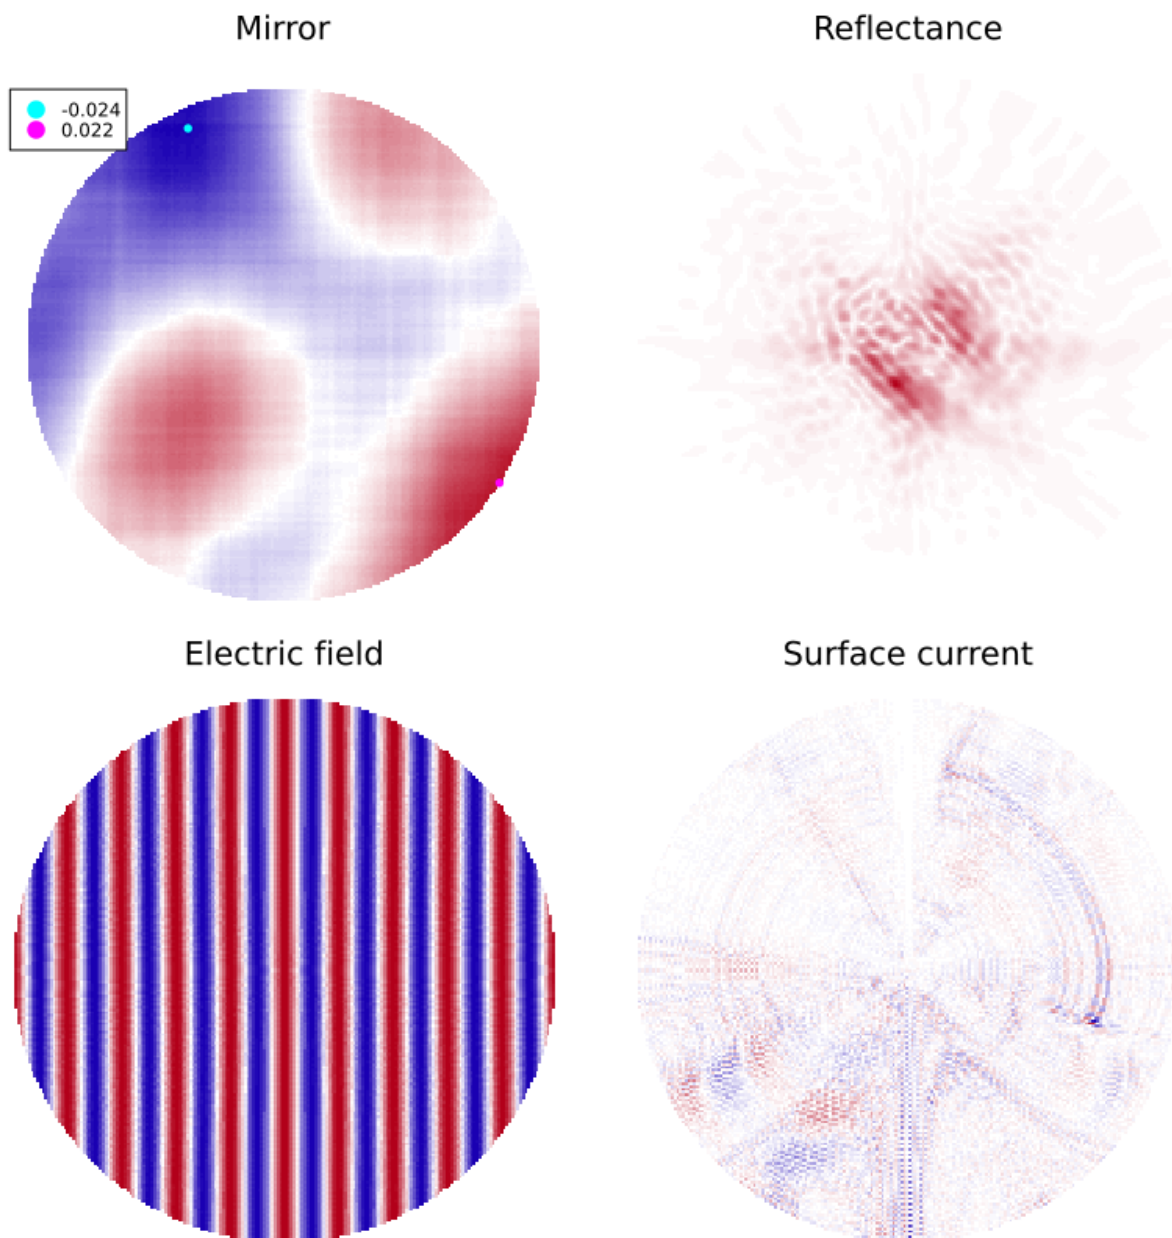 Mirror
Reflectance
-0.024
0.022
Electric field
Surface current